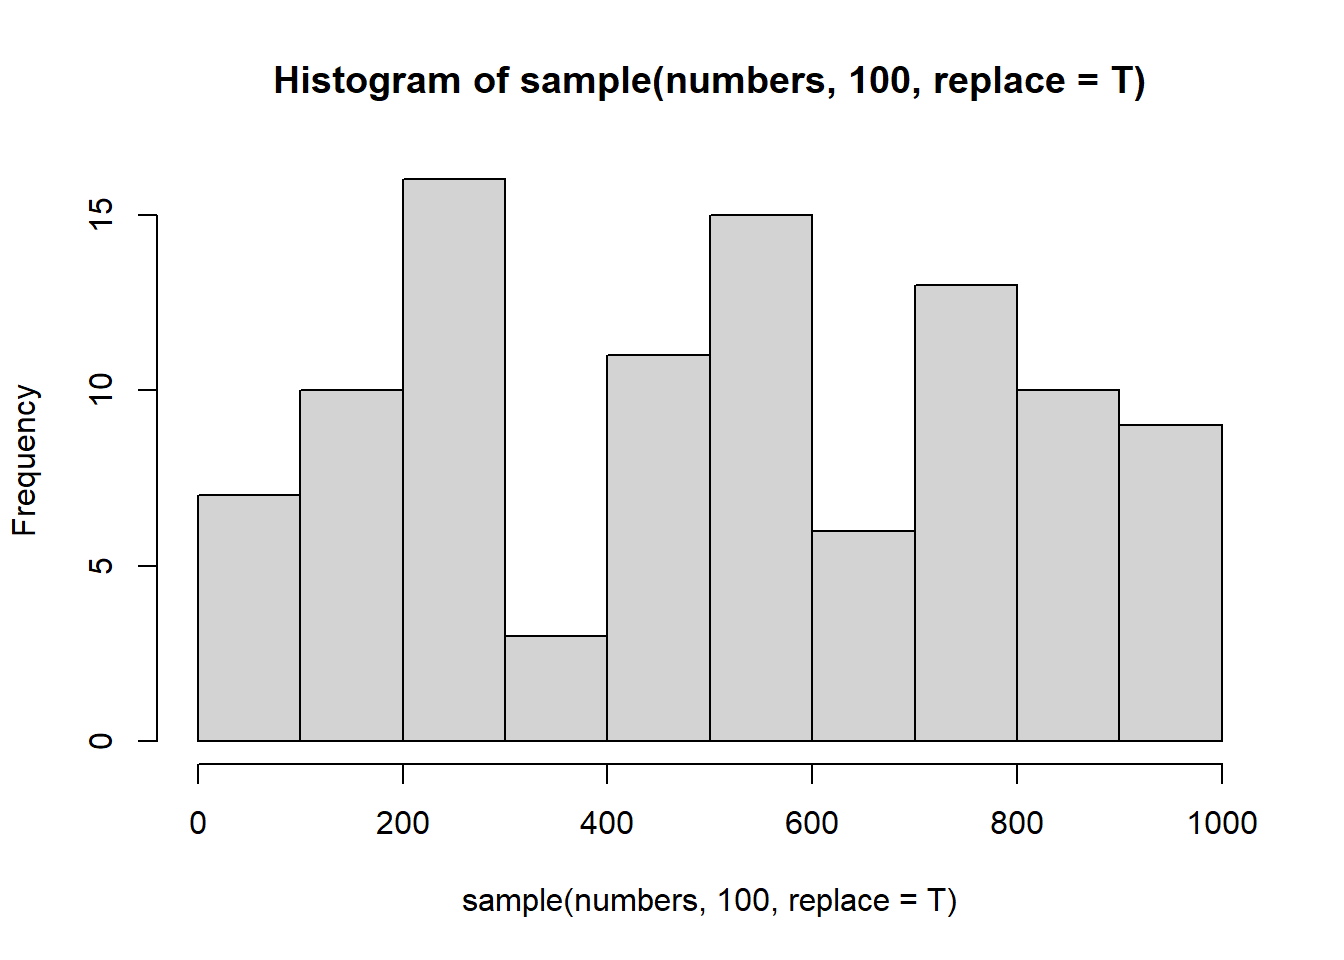 Histogram of sample(numbers, 100, replace = T)
Frequency
15
10
5
0
0 200 400 600 800 1000
sample(numbers, 100, replace = T)